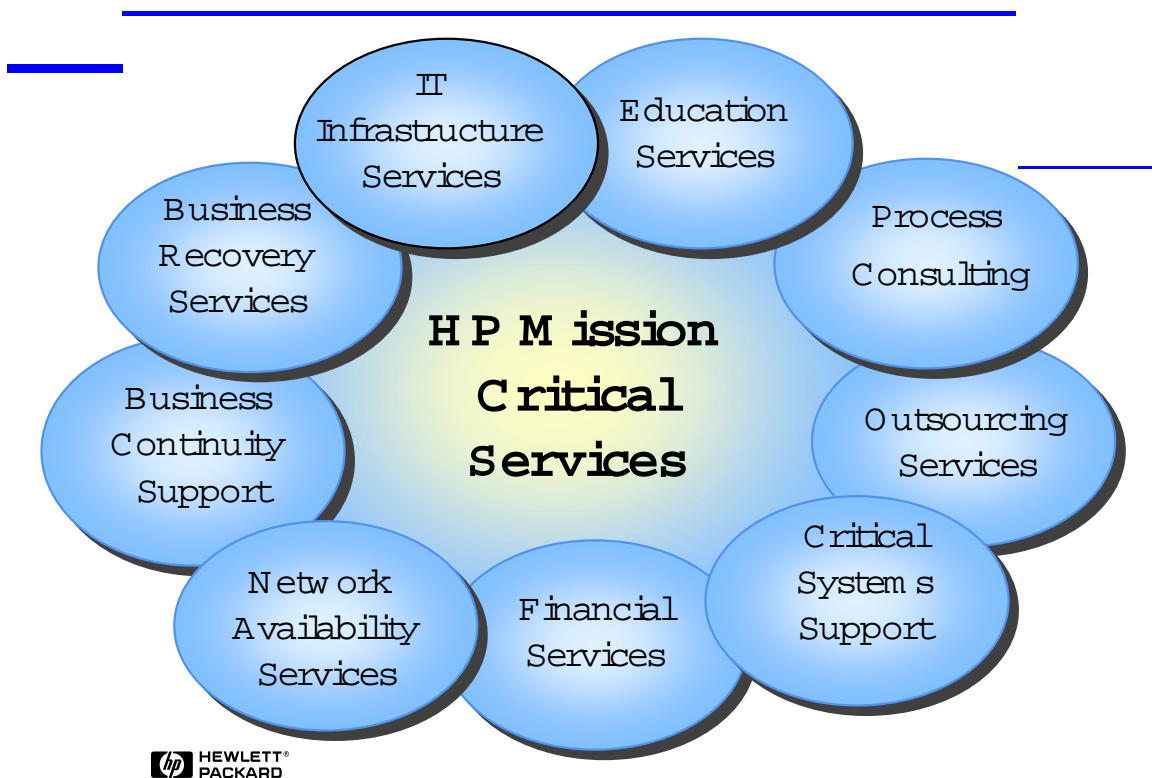 IT
Infrastructure
Services
Education
Services
Process
Consulting
Outsourcing
Services
Critical
Systems
Support
Financial
Services
Network
Availability
Services
Business
Continuity
Support
Business
Recovery
Services
HP Mission
Critical
Services
hp HEWLETT®
PACKARD